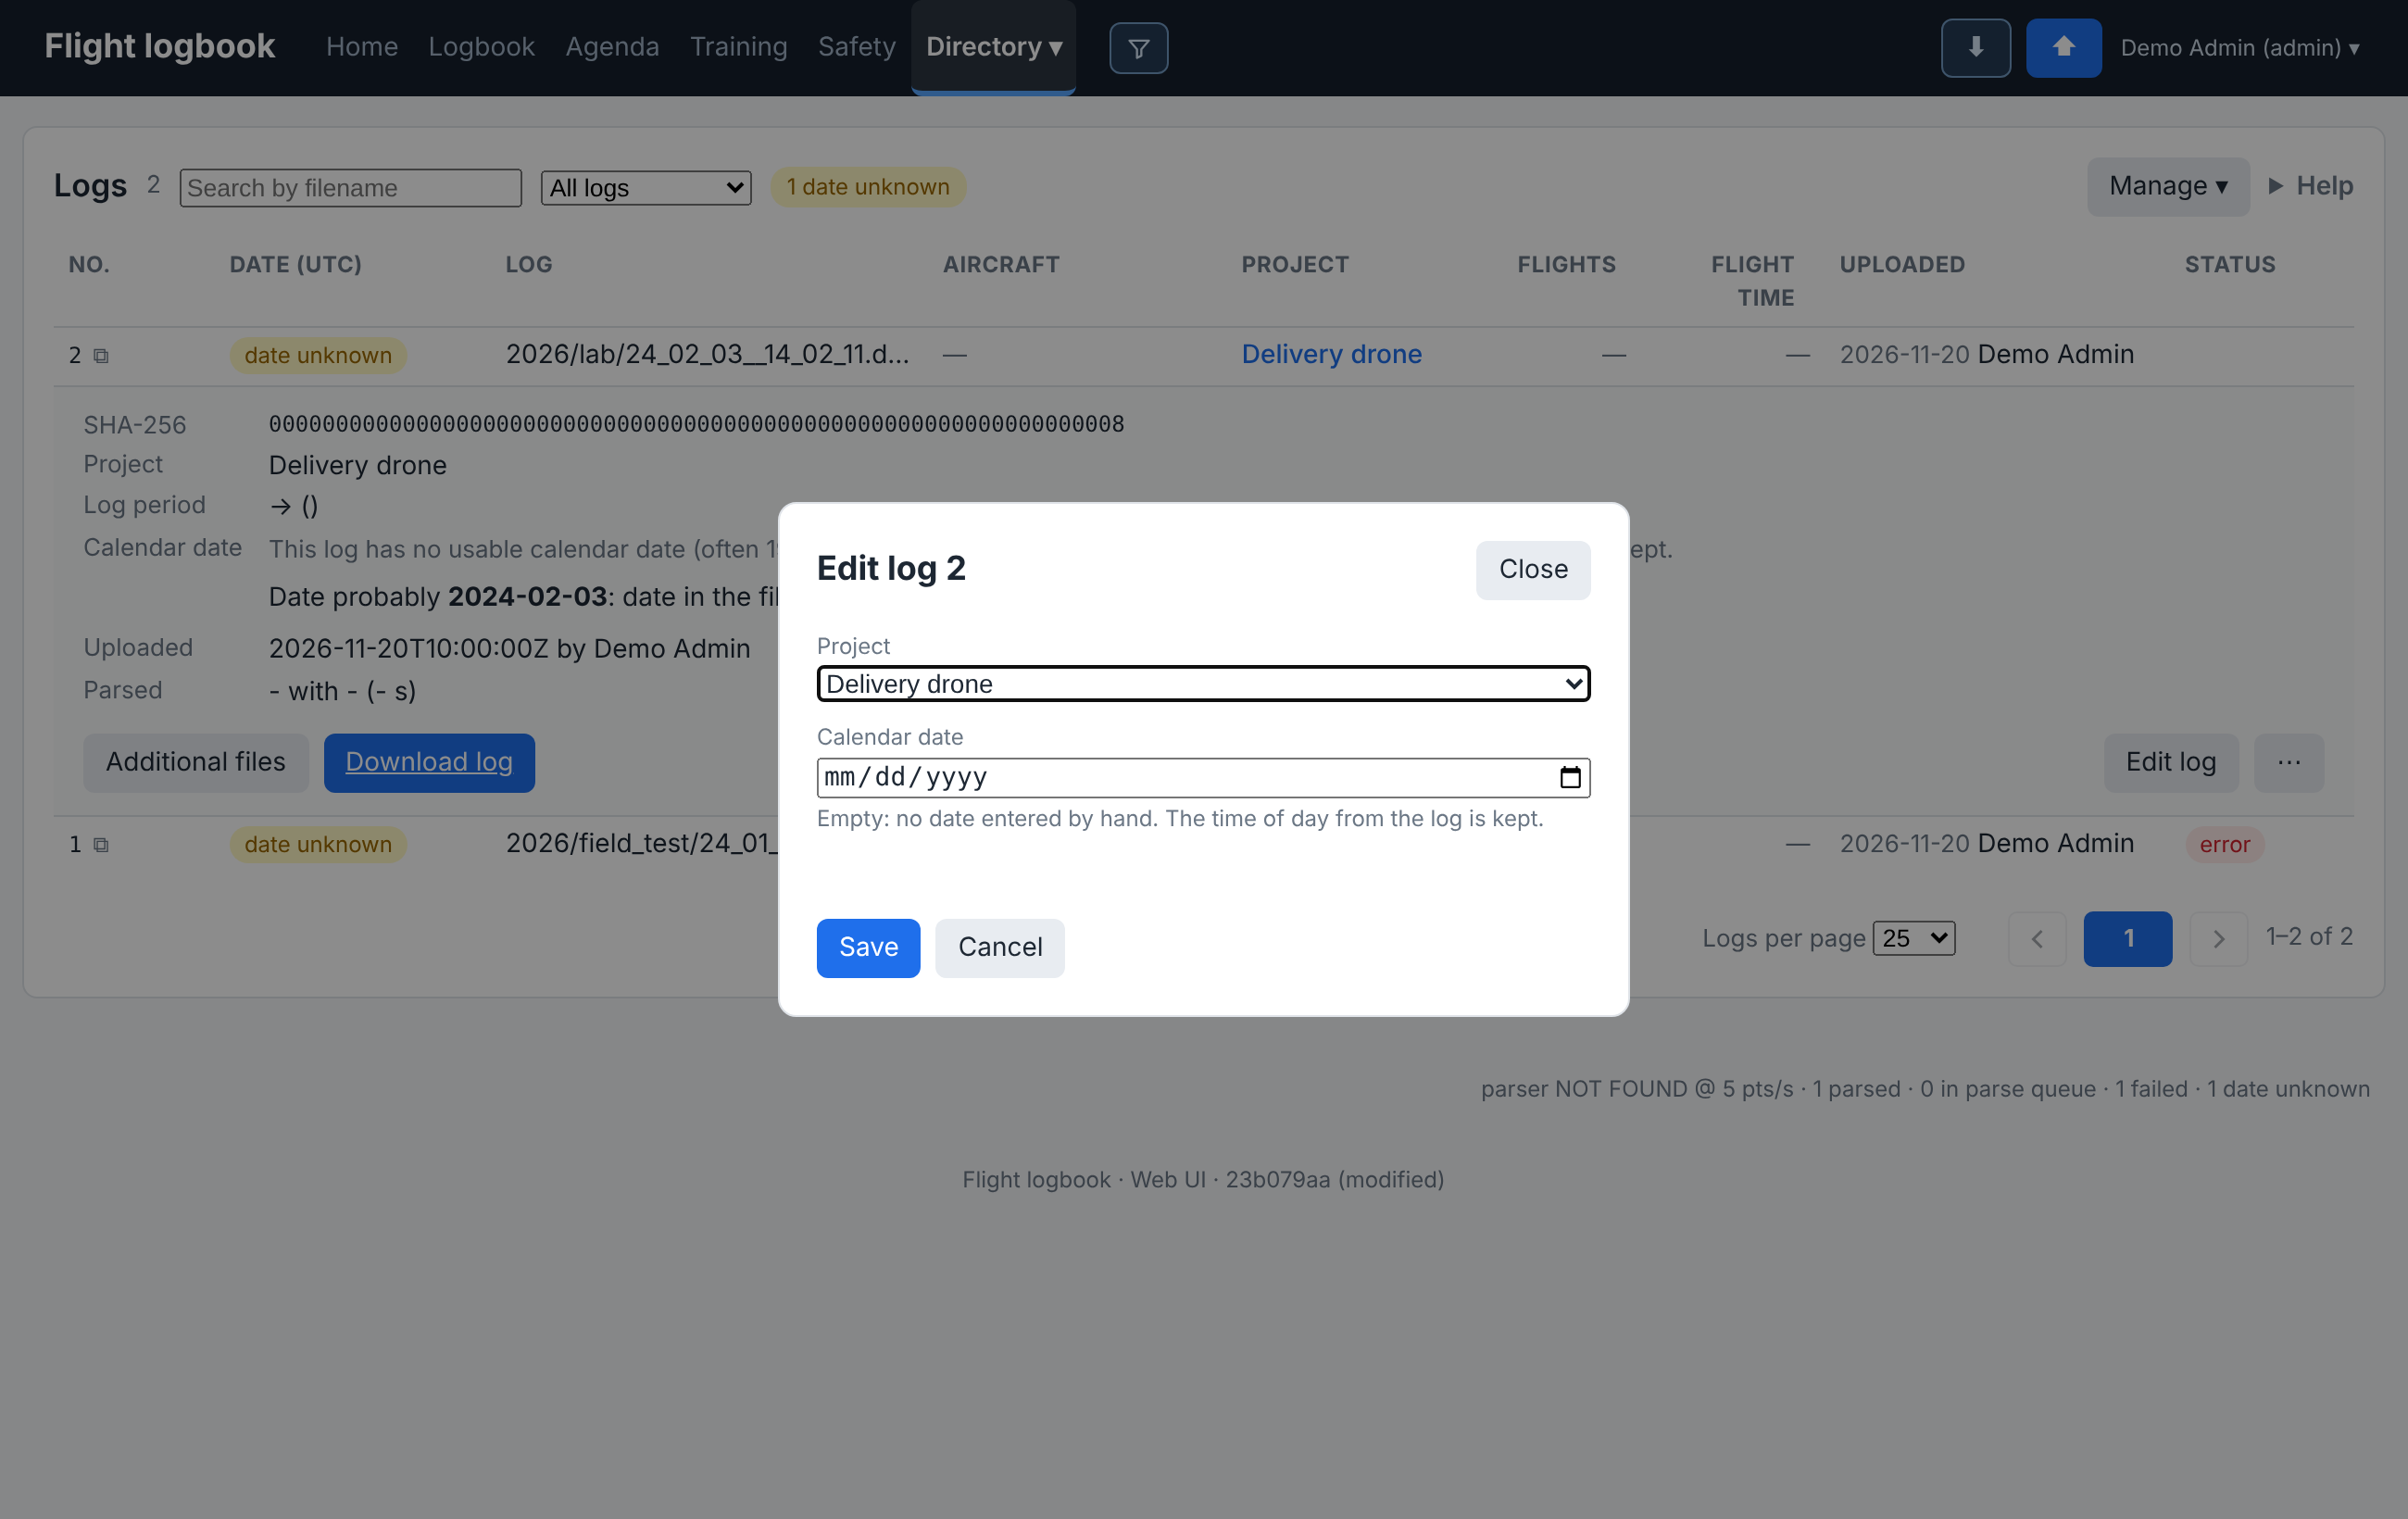 Flight logbook Home Logbook Agenda Training Safety Directory ▾ Demo Admin (admin) ▾
Logs 2 Search by filename All logs 1 date unknown Manage ▾ ▶ Help
NO. DATE (UTC) LOG AIRCRAFT PROJECT FLIGHTS FLIGHT TIME UPLOADED STATUS
2 date unknown 2026/lab/24_02_03__14_02_11.d... — Delivery drone — — 2026-11-20 Demo Admin
SHA-256 0000000000000000000000000000000000000000000000000000000000000008
Project Delivery drone
Log period → ()
Calendar date This log has no usable calendar date (often ept.
Date probably 2024-02-03: date in the
Uploaded 2026-11-20T10:00:00Z by Demo Admin
Parsed - with - (- s)
Additional files Download log Edit log ...
1 date unknown 2026/field_test/24_01_ — 2026-11-20 Demo Admin error
Logs per page 25 < 1 > 1–2 of 2
Edit log 2 Close
Project
Delivery drone
Calendar date
mm/dd/yyyy
Empty: no date entered by hand. The time of day from the log is kept.
Save Cancel
parser NOT FOUND @ 5 pts/s · 1 parsed · 0 in parse queue · 1 failed · 1 date unknown
Flight logbook · Web UI · 23b079aa (modified)